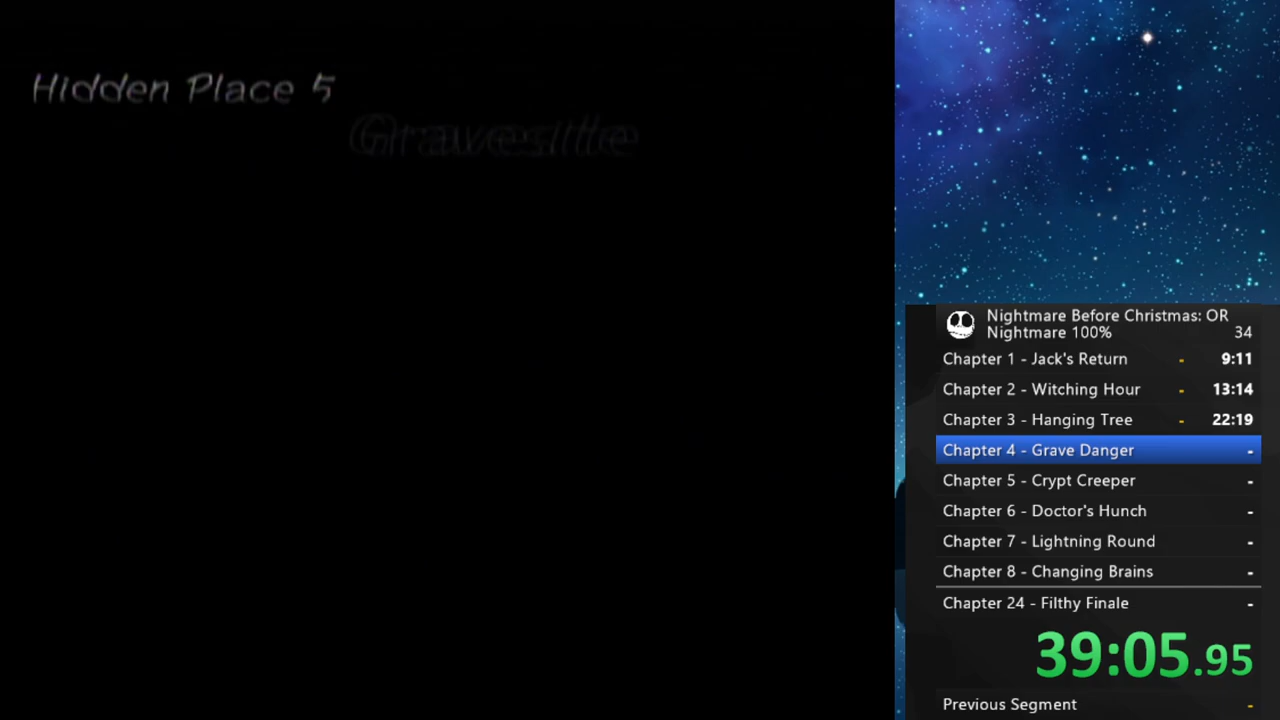 Hidden Place 5
Gravesite
Nightmare Before Christmas: OR
Nightmare 100% 34
Chapter 1 - Jack's Return - 9:11
Chapter 2 - Witching Hour - 13:14
Chapter 3 - Hanging Tree - 22:19
Chapter 4 - Grave Danger -
Chapter 5 - Crypt Creeper -
Chapter 6 - Doctor's Hunch -
Chapter 7 - Lightning Round -
Chapter 8 - Changing Brains -
Chapter 24 - Filthy Finale -
39:05.95
Previous Segment -